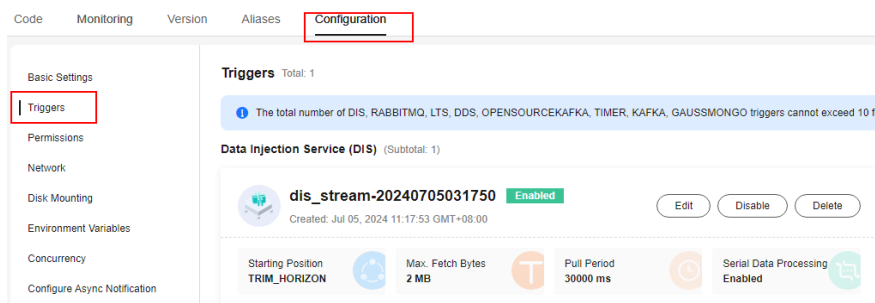 Code Monitoring Version Aliases Configuration
Basic Settings
Triggers
Permissions
Network
Disk Mounting
Environment Variables
Concurrency
Configure Async Notification
Triggers Total: 1
The total number of DIS, RABBITMQ, LTS, DDS, OPENSOURCEKAFKA, TIMER, KAFKA, GAUSSMONGO triggers cannot exceed 10 f
Data Injection Service (DIS) (Subtotal: 1)
dis_stream-20240705031750 Enabled
Created: Jul 05, 2024 11:17:53 GMT+08:00
Edit Disable Delete
Starting Position
TRIM_HORIZON
Max. Fetch Bytes
2 MB
Pull Period
30000 ms
Serial Data Processing
Enabled